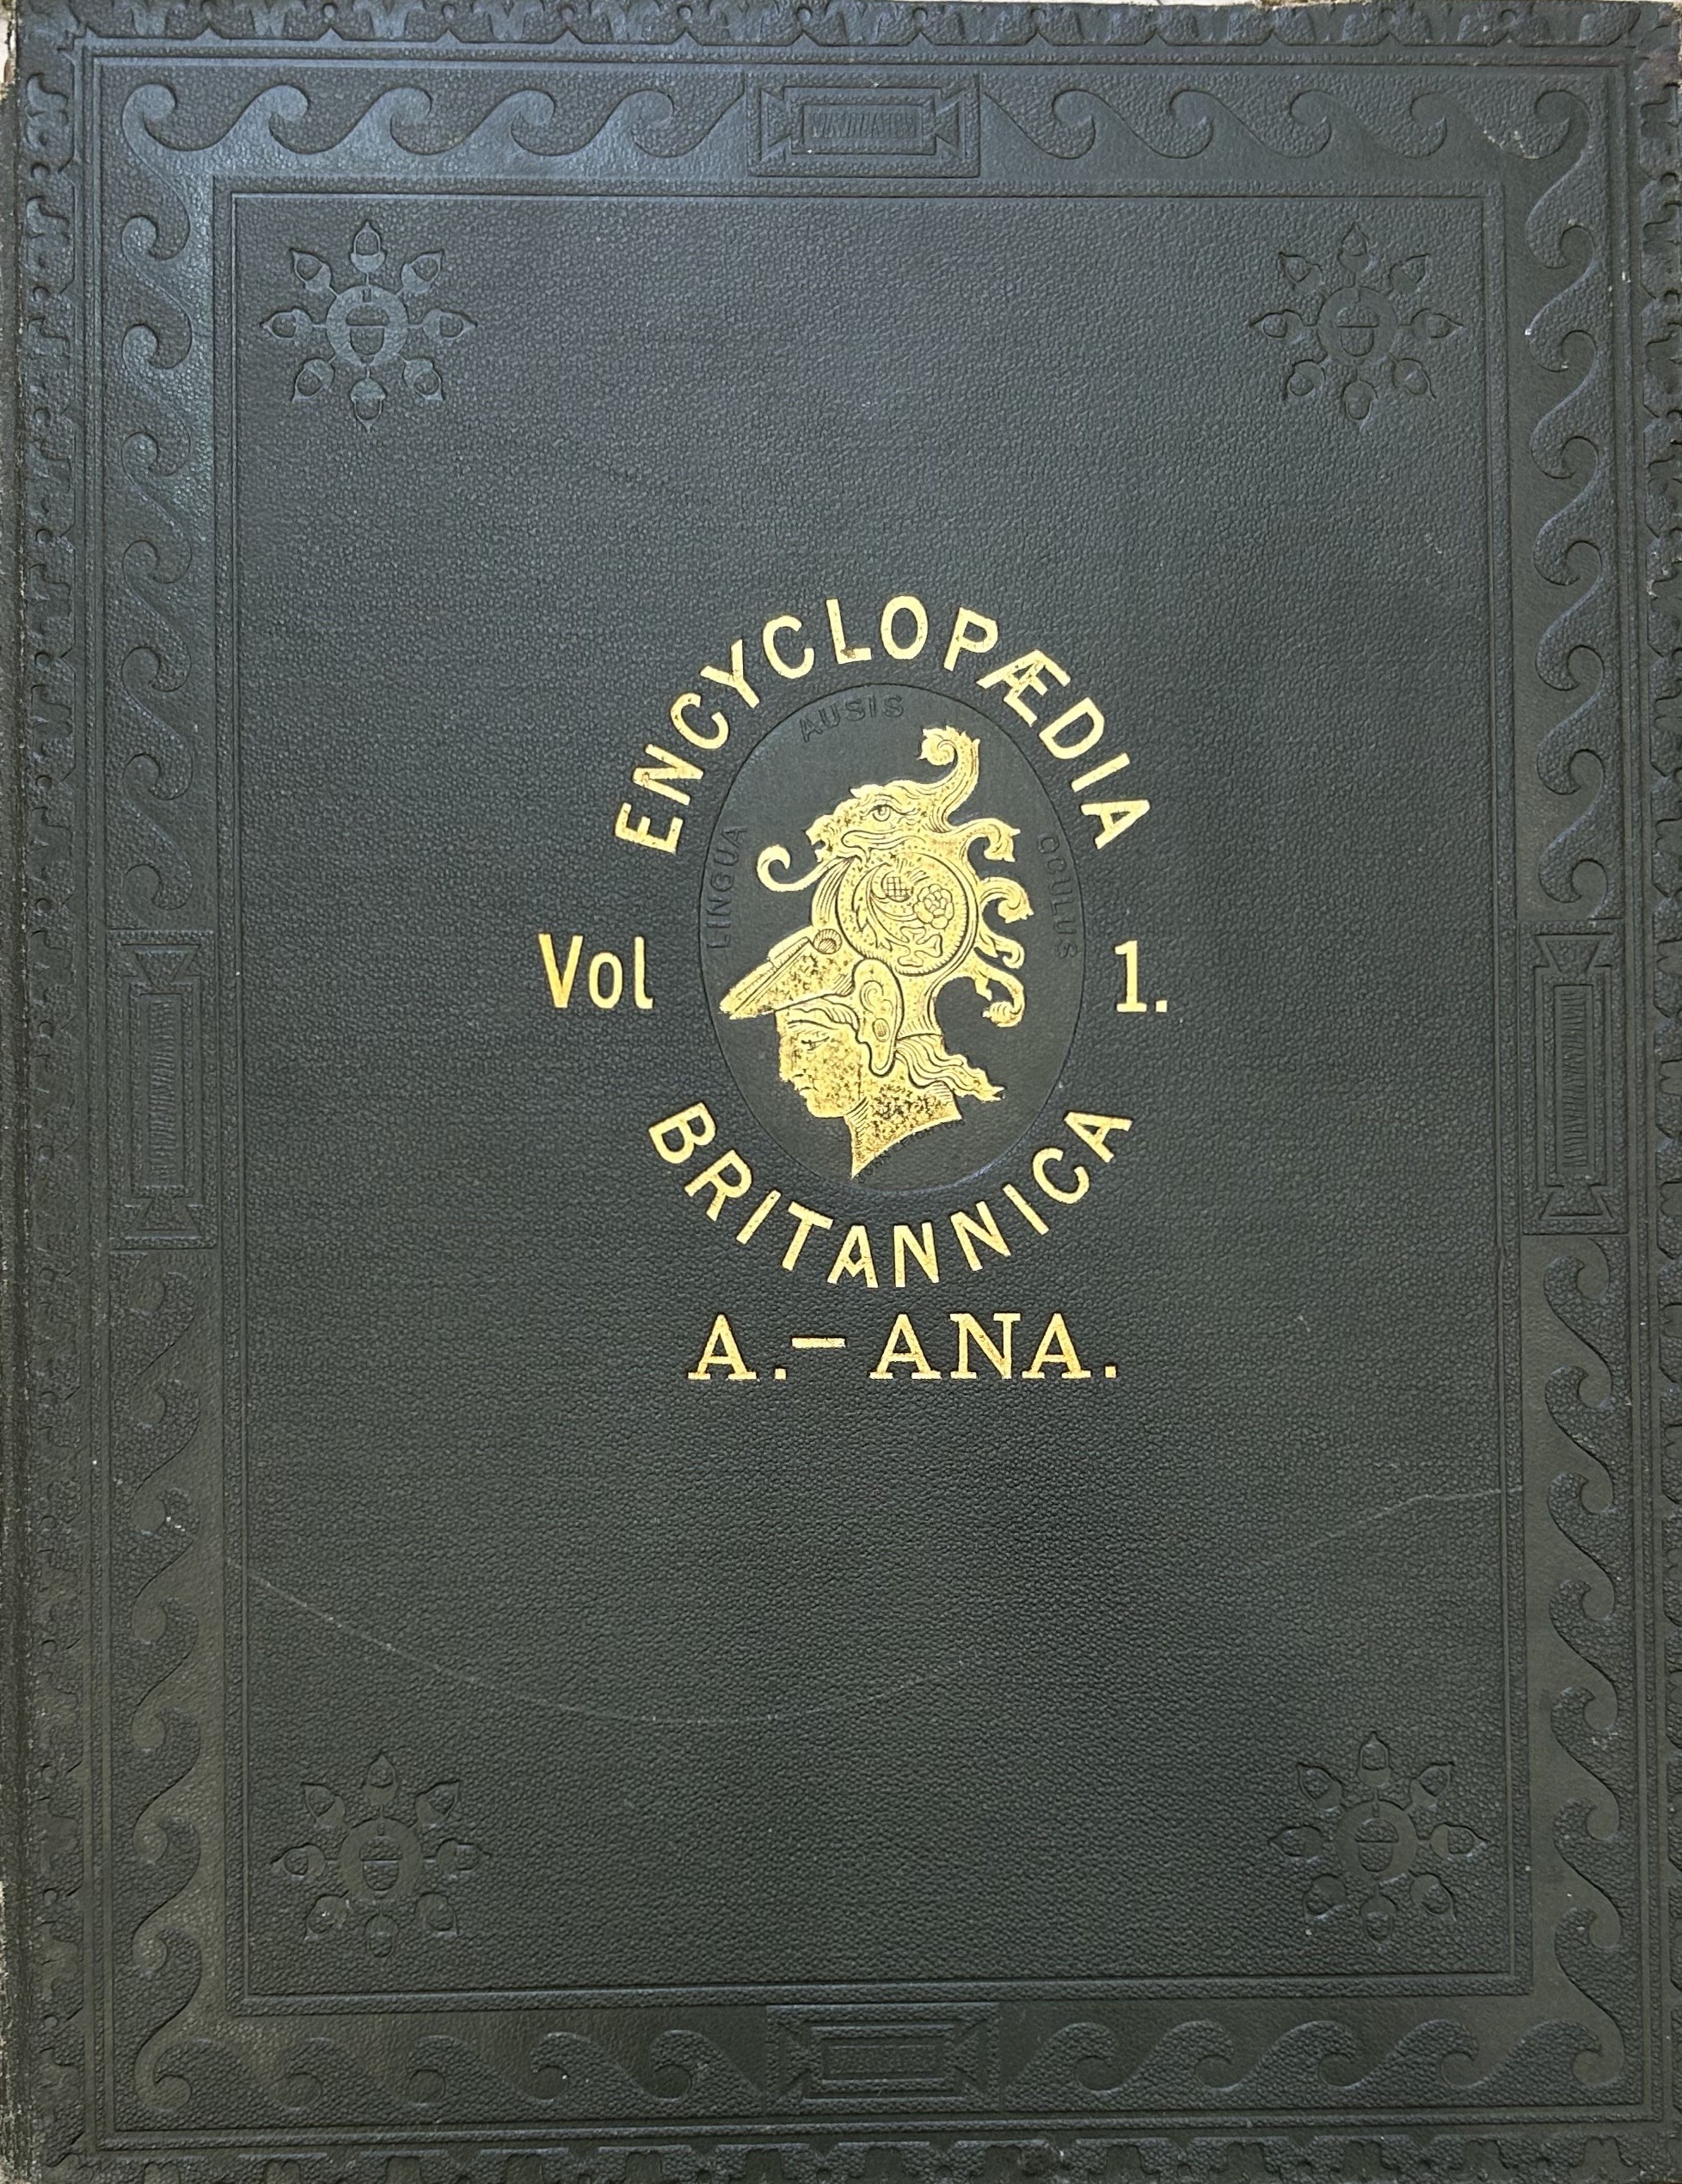 ENCYCLOPÆDIA
AUSIS
LINGUA
OCULUS
Vol 1.
BRITANNICA
A.–ANA.